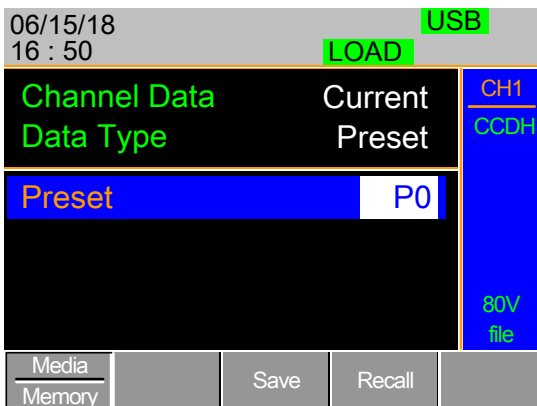 06/15/18 USB
16 : 50 LOAD
Channel Data Current
Data Type Preset
Preset P0
CH1
CCDH
80V
file
Media
Memory
Save
Recall